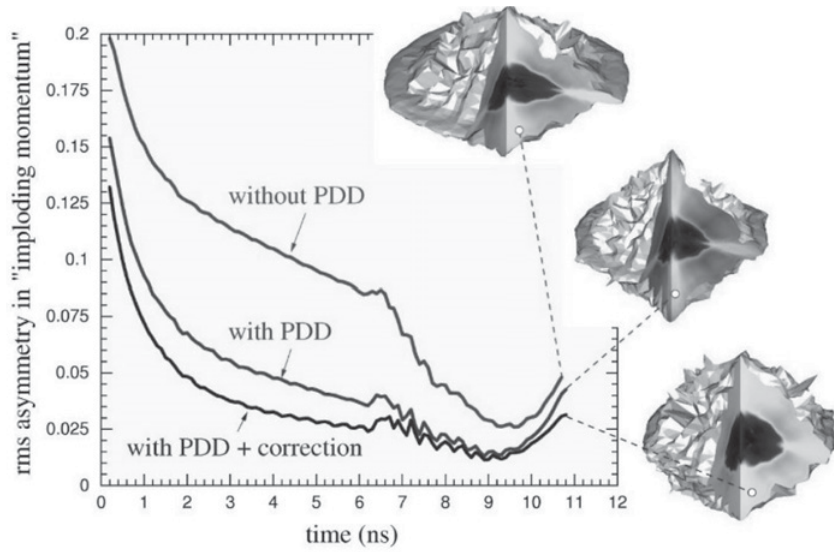 rms asymmetry in "imploding momentum"
0.2
0.175
0.15
0.125
0.1
0.075
0.05
0.025
0
without PDD
with PDD
with PDD + correction
0 1 2 3 4 5 6 7 8 9 10 11 12
time (ns)